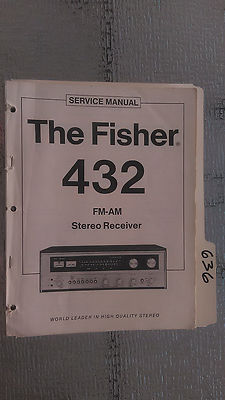 SERVICE MANUAL
The Fisher®
432
FM-AM
Stereo Receiver
WORLD LEADER IN HIGH QUALITY STEREO
636